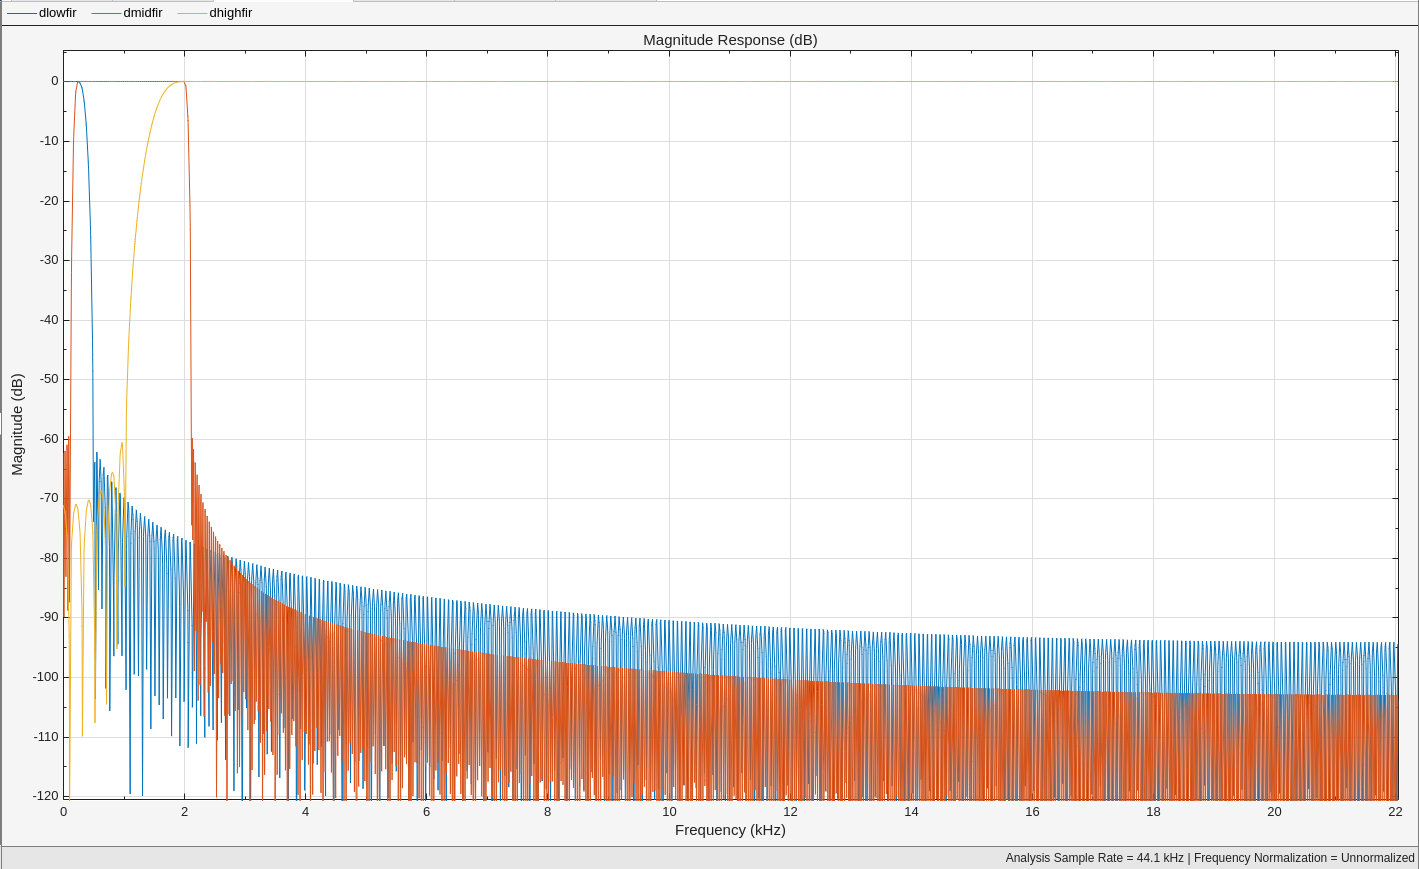 dlowfir dmidfir dhighfir
Magnitude Response (dB)
0
-10
-20
-30
-40
-50
-60
-70
-80
-90
-100
-110
-120
Magnitude (dB)
0 2 4 6 8 10 12 14 16 18 20 22
Frequency (kHz)
Analysis Sample Rate = 44.1 kHz | Frequency Normalization = Unnormalized